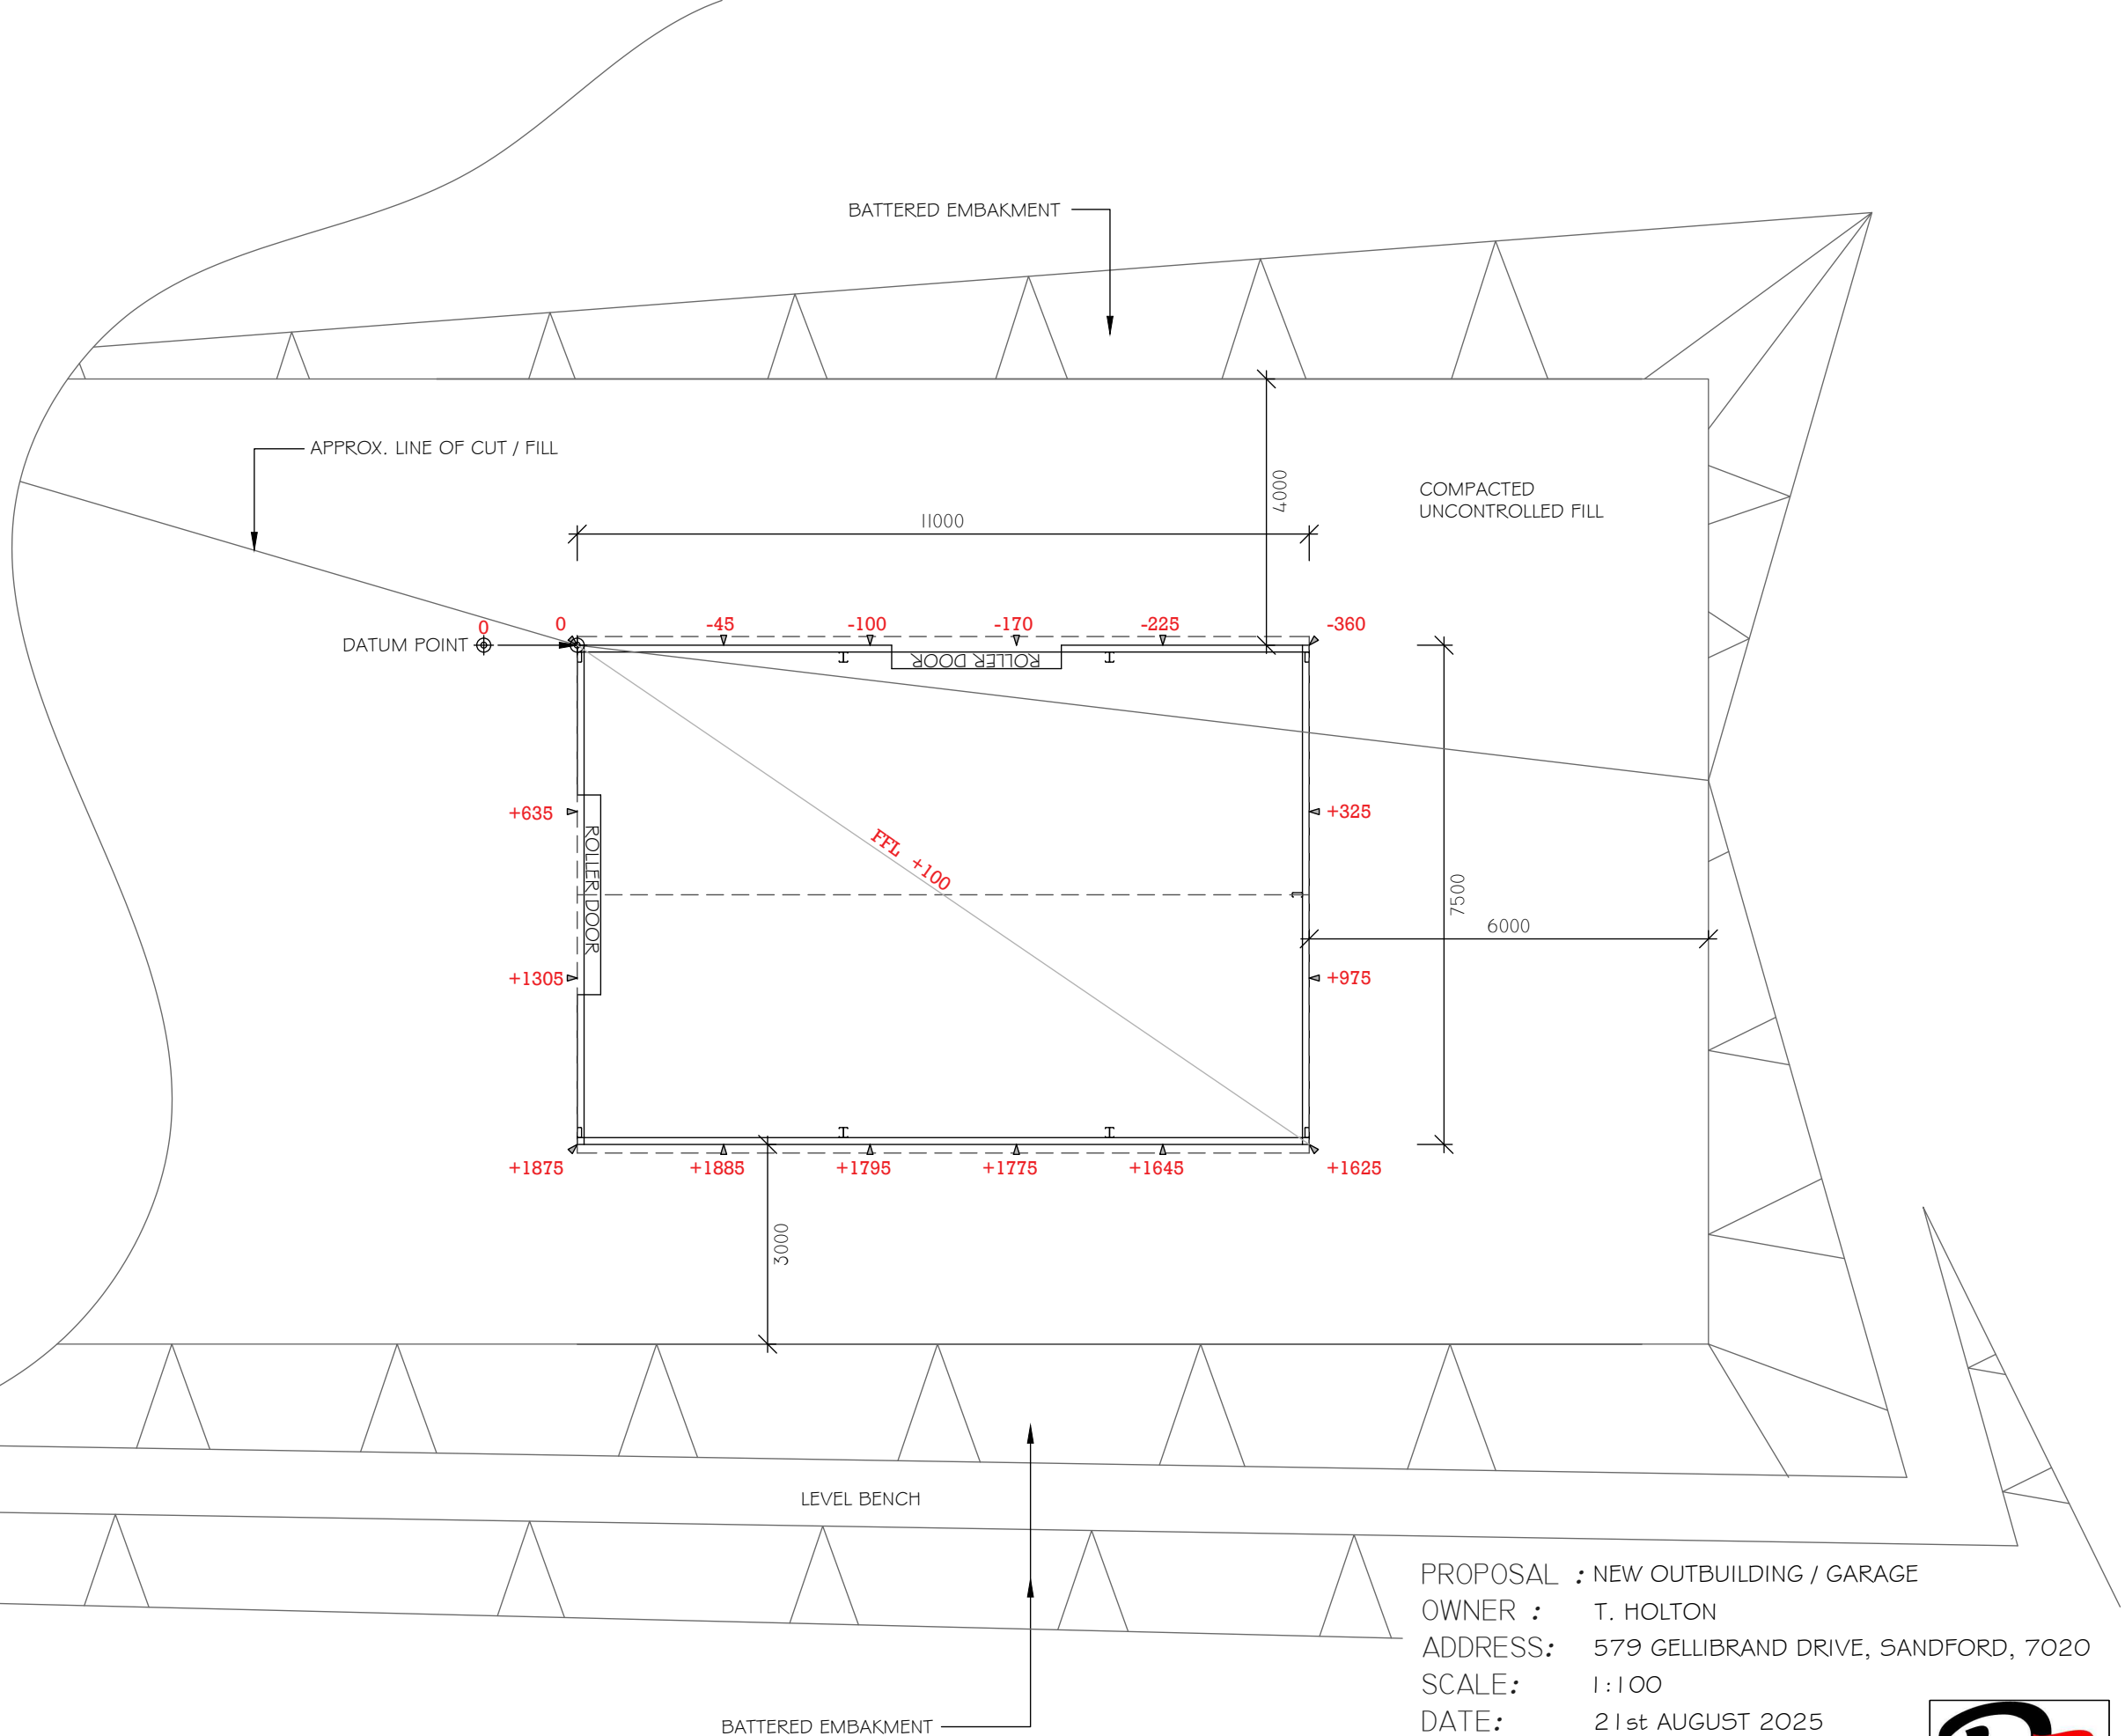 BATTERED EMBAKMENT
APPROX. LINE OF CUT / FILL
4000
COMPACTED
UNCONTROLLED FILL
11000
0
0
-45
-100
-170
-225
-360
DATUM POINT
ROLLER DOOR
+635
+325
ROLLER DOOR
FFL +100
7500
6000
+1305
+975
+1875
+1885
+1795
+1775
+1645
+1625
3000
LEVEL BENCH
BATTERED EMBAKMENT
PROPOSAL : NEW OUTBUILDING / GARAGE
OWNER : T. HOLTON
ADDRESS: 579 GELLIBRAND DRIVE, SANDFORD, 7020
SCALE: 1:100
DATE: 21st AUGUST 2025